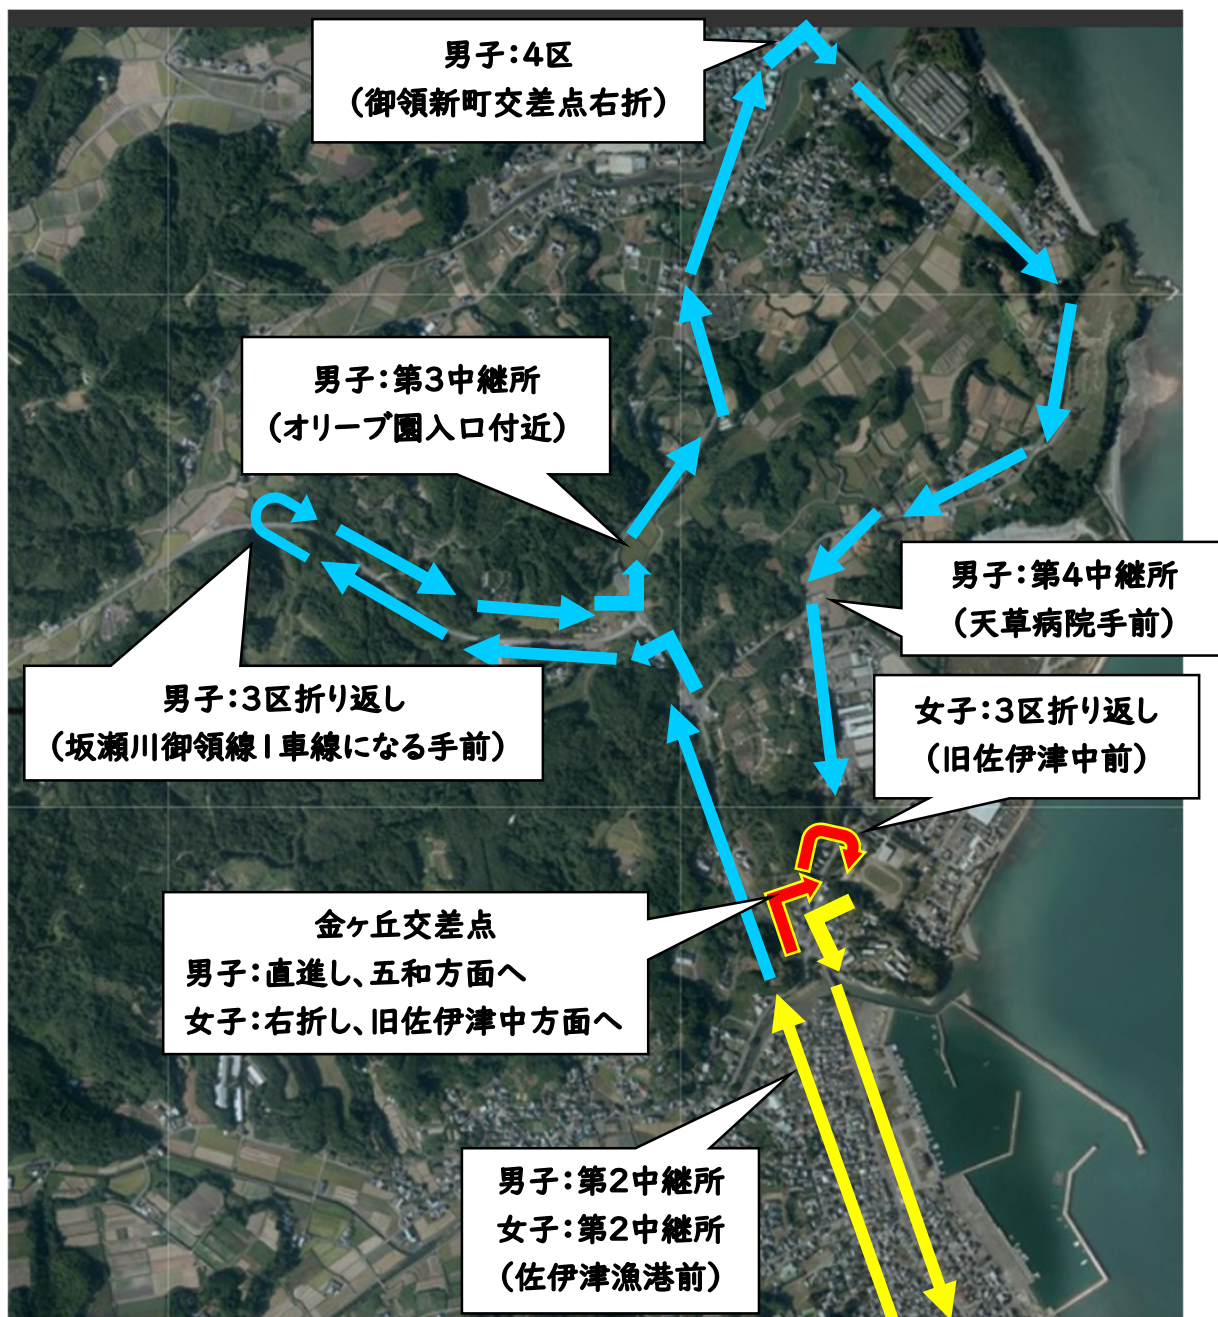 男子：4区
（御領新町交差点右折）
男子：第3中継所
（オリーブ園入口付近）
男子：第4中継所
（天草病院手前）
男子：3区折り返し
（坂瀬川御領線1車線になる手前）
女子：3区折り返し
（旧佐伊津中前）
金ヶ丘交差点
男子：直進し、五和方面へ
女子：右折し、旧佐伊津中方面へ
男子：第2中継所
女子：第2中継所
（佐伊津漁港前）